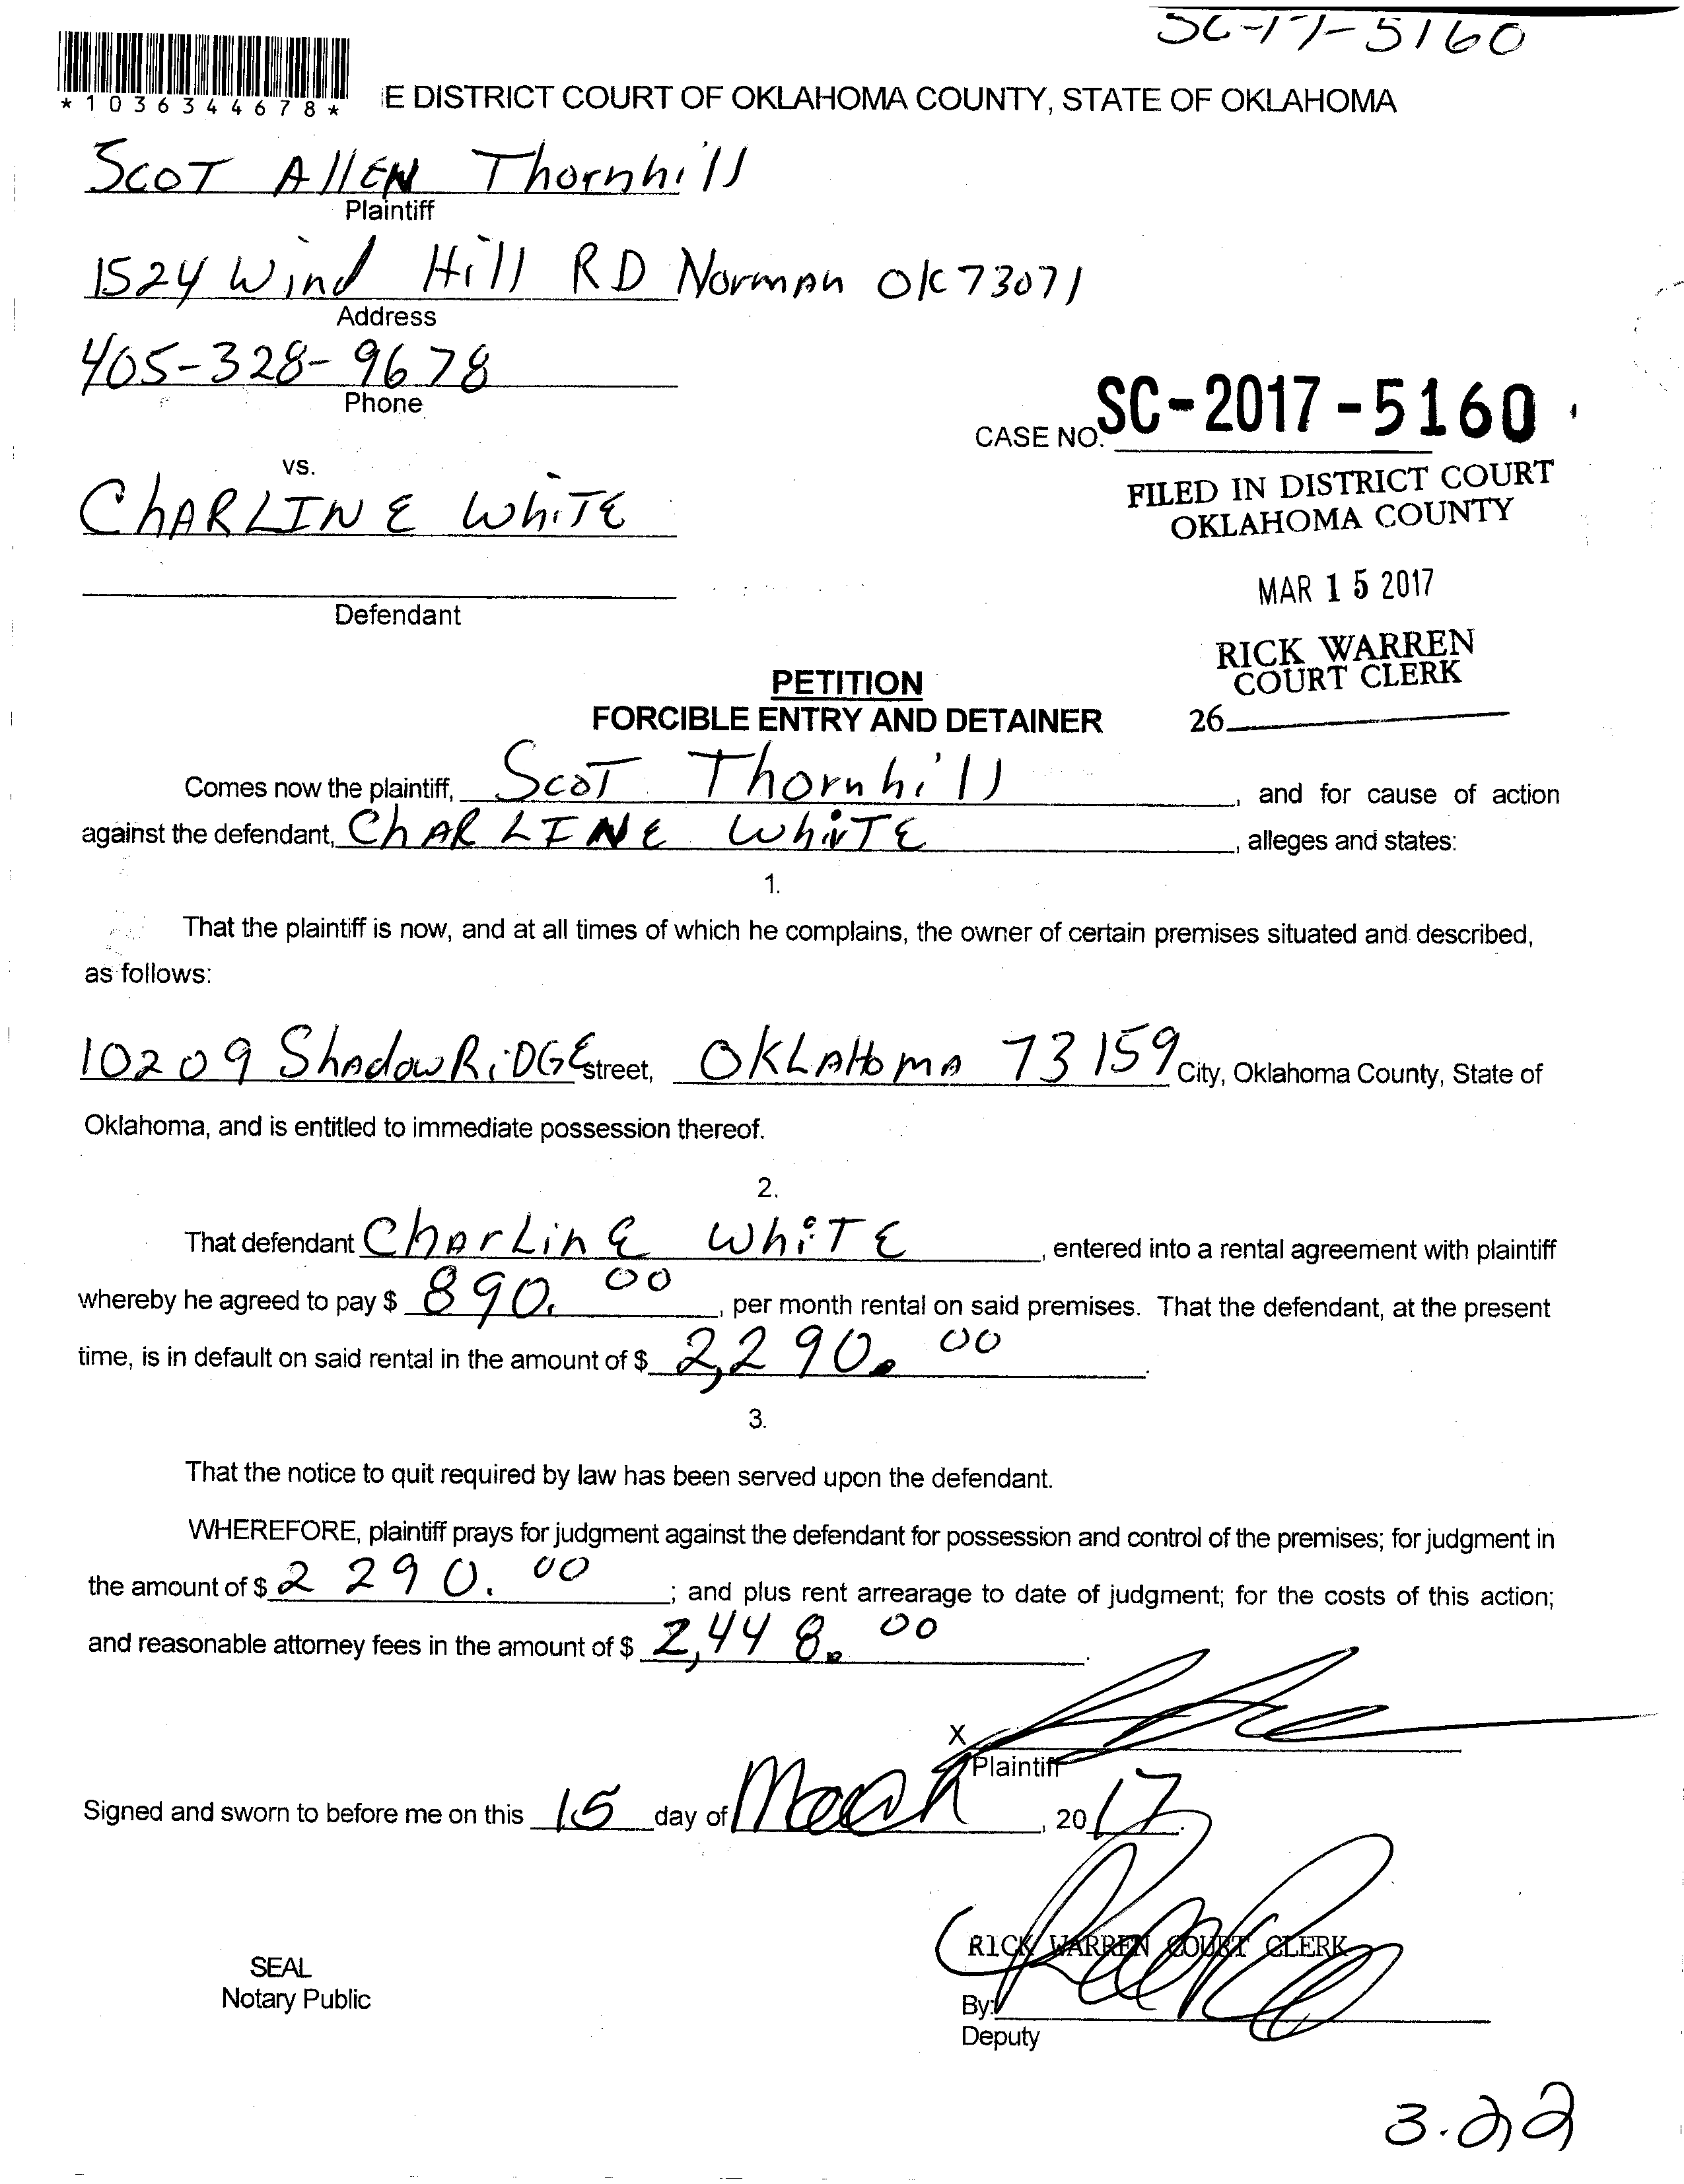 SC-17-5160
*1036344678*
E DISTRICT COURT OF OKLAHOMA COUNTY, STATE OF OKLAHOMA
SCOT AllEN Thornhill
Plaintiff
1524 Wind Hill RD Norman OK 73071
Address
405-328-9678
Phone
CASE NO. SC-2017-5160
vs.
ChARLINE WhiTE
FILED IN DISTRICT COURT
OKLAHOMA COUNTY
MAR 15 2017
Defendant
RICK WARREN
COURT CLERK
26
PETITION
FORCIBLE ENTRY AND DETAINER
Comes now the plaintiff, ScoT Thornhill, and for cause of action
against the defendant, ChARLINE WhiTE, alleges and states:
1.
That the plaintiff is now, and at all times of which he complains, the owner of certain premises situated and described,
as follows:
10209 ShadowRiDGE Street, OKLAHomA 73159 City, Oklahoma County, State of
Oklahoma, and is entitled to immediate possession thereof.
2.
That defendant CharLinE WhiTE, entered into a rental agreement with plaintiff
whereby he agreed to pay $ 890.00, per month rental on said premises. That the defendant, at the present
time, is in default on said rental in the amount of $ 2,290.00.
3.
That the notice to quit required by law has been served upon the defendant.
WHEREFORE, plaintiff prays for judgment against the defendant for possession and control of the premises; for judgment in
the amount of $ 2 290.00; and plus rent arrearage to date of judgment; for the costs of this action;
and reasonable attorney fees in the amount of $ 2,448.00.
X
Plaintiff
Signed and sworn to before me on this 15 day of March, 2017.
RICK WARREN COURT CLERK
SEAL
Notary Public
By:
Deputy
3.22